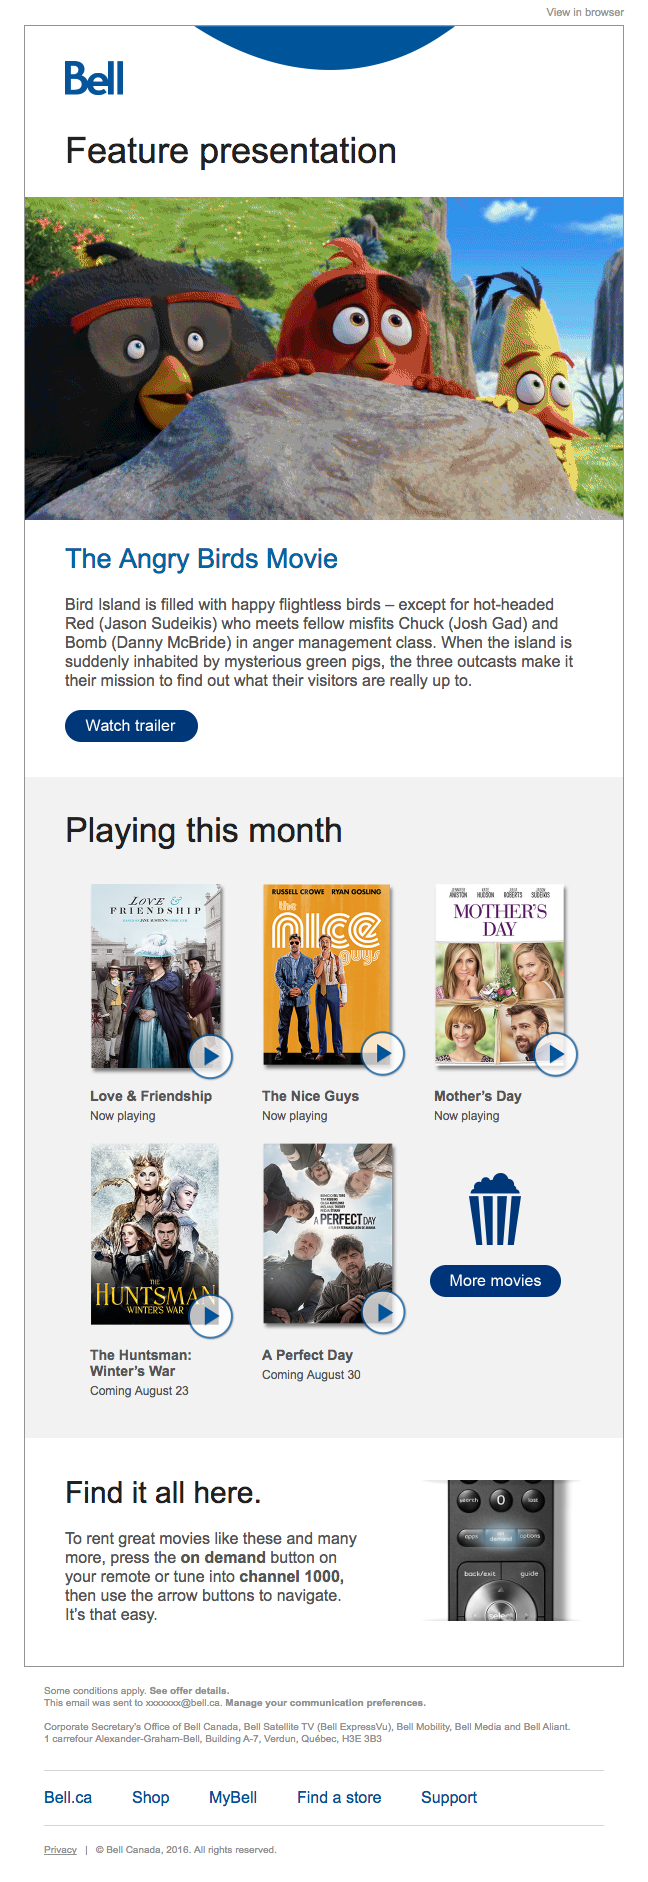 View in browser
Bell
Feature presentation
The Angry Birds Movie
Bird Island is filled with happy flightless birds – except for hot-headed
Red (Jason Sudeikis) who meets fellow misfits Chuck (Josh Gad) and
Bomb (Danny McBride) in anger management class. When the island is
suddenly inhabited by mysterious green pigs, the three outcasts make it
their mission to find out what their visitors are really up to.
Watch trailer
Playing this month
LOVE &
FRIENDSHIP
RUSSELL CROWE RYAN GOSLING
the
nice
guys
JENNIFER ANISTON KATE HUDSON JULIA ROBERTS JASON SUDEIKIS
MOTHER'S
DAY
Love & Friendship
Now playing
The Nice Guys
Now playing
Mother's Day
Now playing
THE
HUNTSMAN
WINTER'S WAR
A PERFECT DAY
More movies
The Huntsman:
Winter's War
Coming August 23
A Perfect Day
Coming August 30
Find it all here.
To rent great movies like these and many
more, press the on demand button on
your remote or tune into channel 1000,
then use the arrow buttons to navigate.
It's that easy.
search 0 last
apps on demand options
back/exit guide
select
Some conditions apply. See offer details.
This email was sent to xxxxxxx@bell.ca. Manage your communication preferences.
Corporate Secretary's Office of Bell Canada, Bell Satellite TV (Bell ExpressVu), Bell Mobility, Bell Media and Bell Aliant.
1 carrefour Alexander-Graham-Bell, Building A-7, Verdun, Québec, H3E 3B3
Bell.ca Shop MyBell Find a store Support
Privacy | © Bell Canada, 2016. All rights reserved.